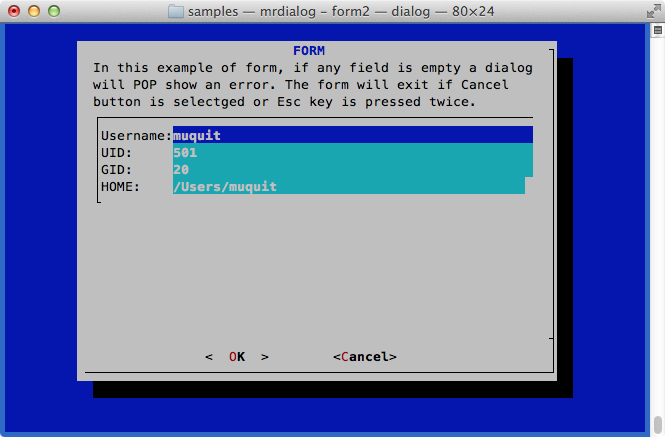 samples — mrdialog – form2 — dialog — 80×24
FORM
In this example of form, if any field is empty a dialog
will POP show an error. The form will exit if Cancel
button is selectged or Esc key is pressed twice.
Username:muquit
UID: 501
GID: 20
HOME: /Users/muquit
< OK > <Cancel>